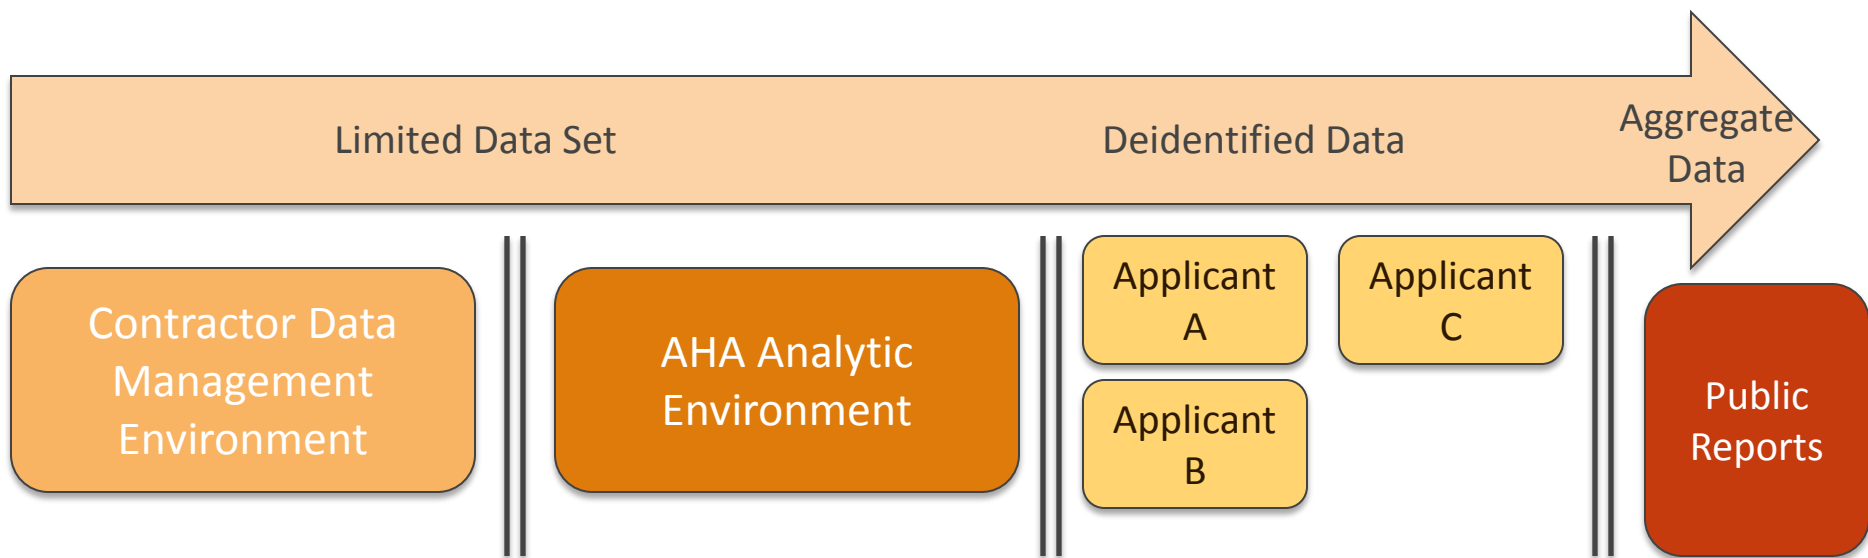 Limited Data Set
Deidentified Data
Aggregate
Data
Contractor Data
Management
Environment
AHA Analytic
Environment
Applicant
A
Applicant
B
Applicant
C
Public
Reports